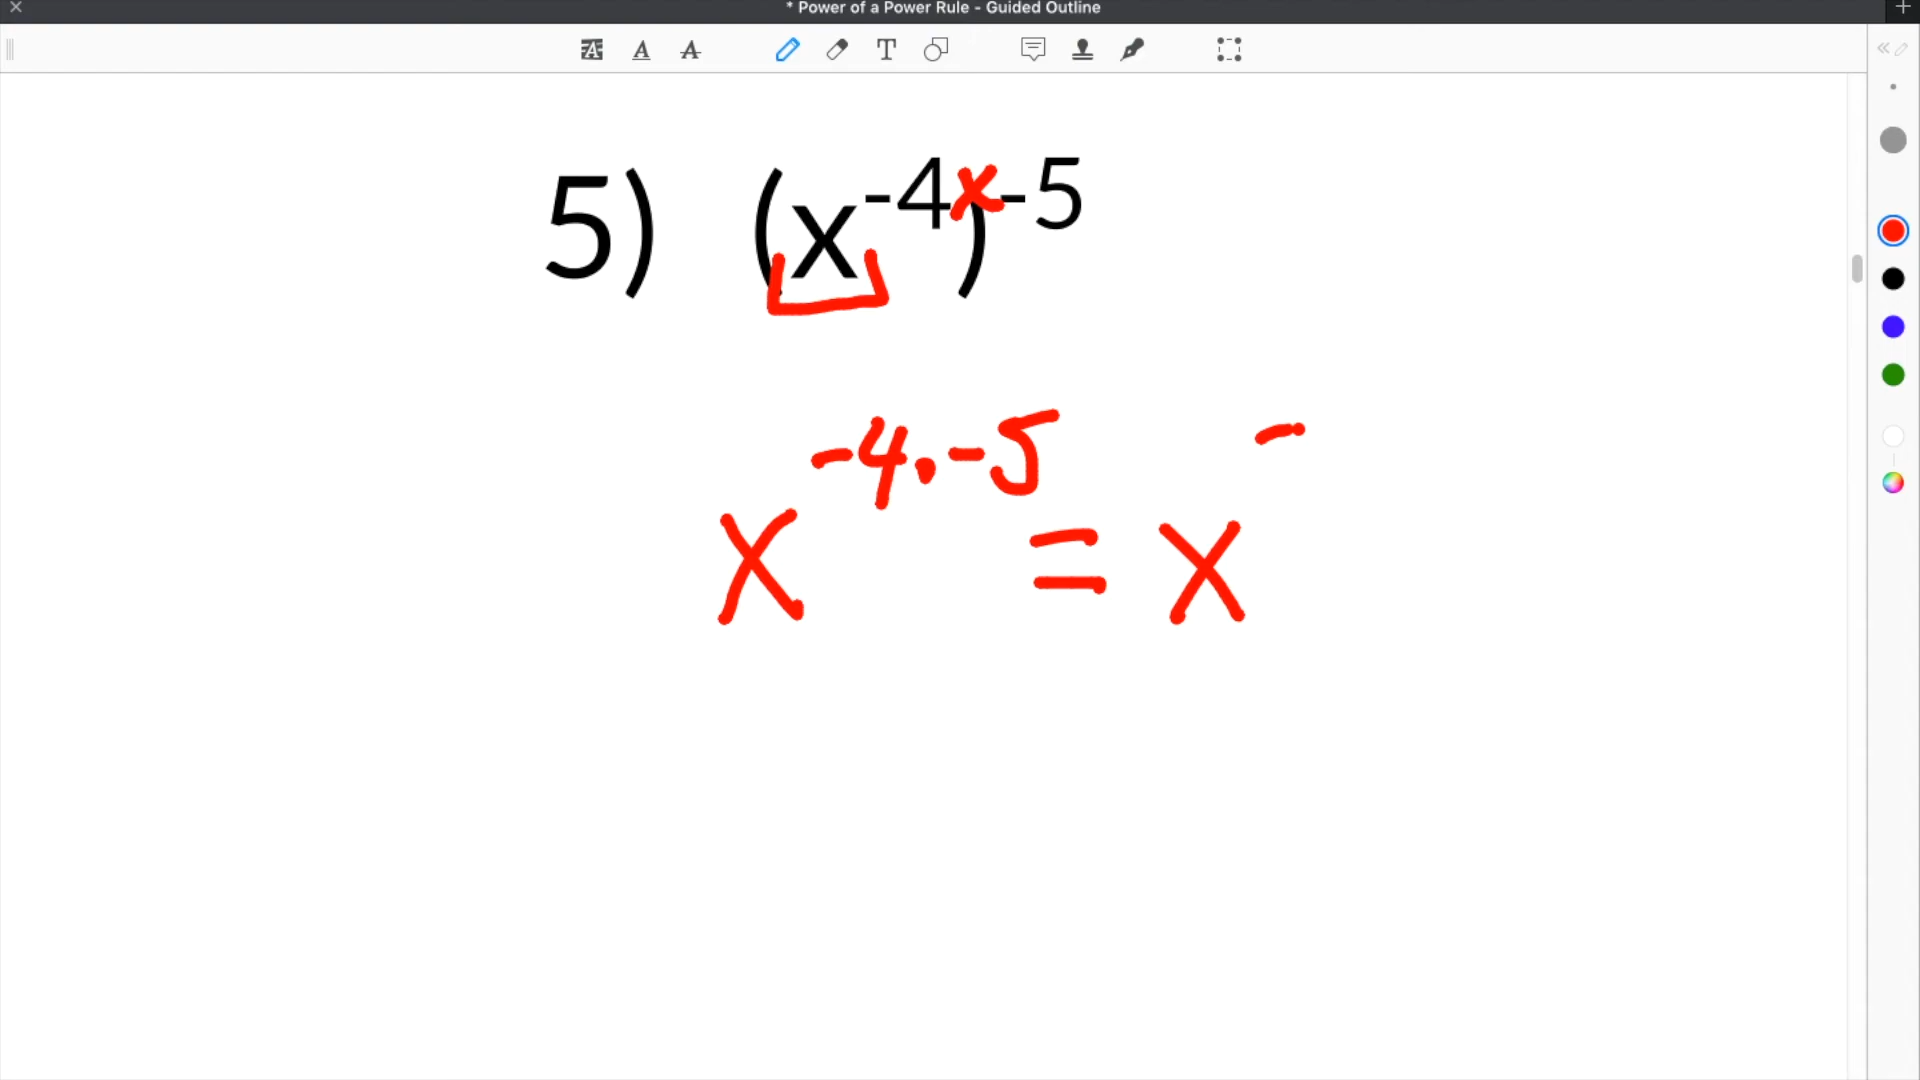 * Power of a Power Rule - Guided Outline
5) (x⁻⁴)⁻⁵
x
x⁻⁴·⁻⁵ = x⁻